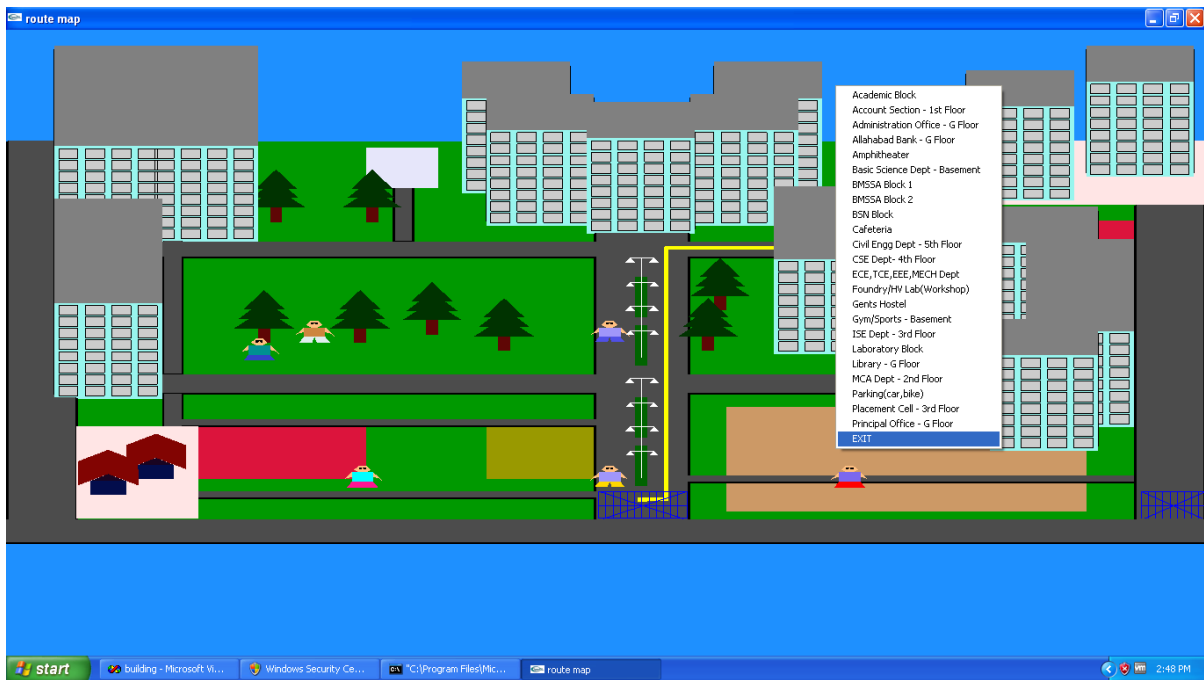 route map
Academic Block
Account Section - 1st Floor
Administration Office - G Floor
Allahabad Bank - G Floor
Amphitheater
Basic Science Dept - Basement
BMSSA Block 1
BMSSA Block 2
BSN Block
Cafeteria
Civil Engg Dept - 5th Floor
CSE Dept- 4th Floor
ECE,TCE,EEE,MECH Dept
Foundry/HV Lab(Workshop)
Gents Hostel
Gym/Sports - Basement
ISE Dept - 3rd Floor
Laboratory Block
Library - G Floor
MCA Dept - 2nd Floor
Parking(car,bike)
Placement Cell - 3rd Floor
Principal Office - G Floor
EXIT
start building - Microsoft Vi... Windows Security Ce... "C:\Program Files\Mic... route map 2:48 PM